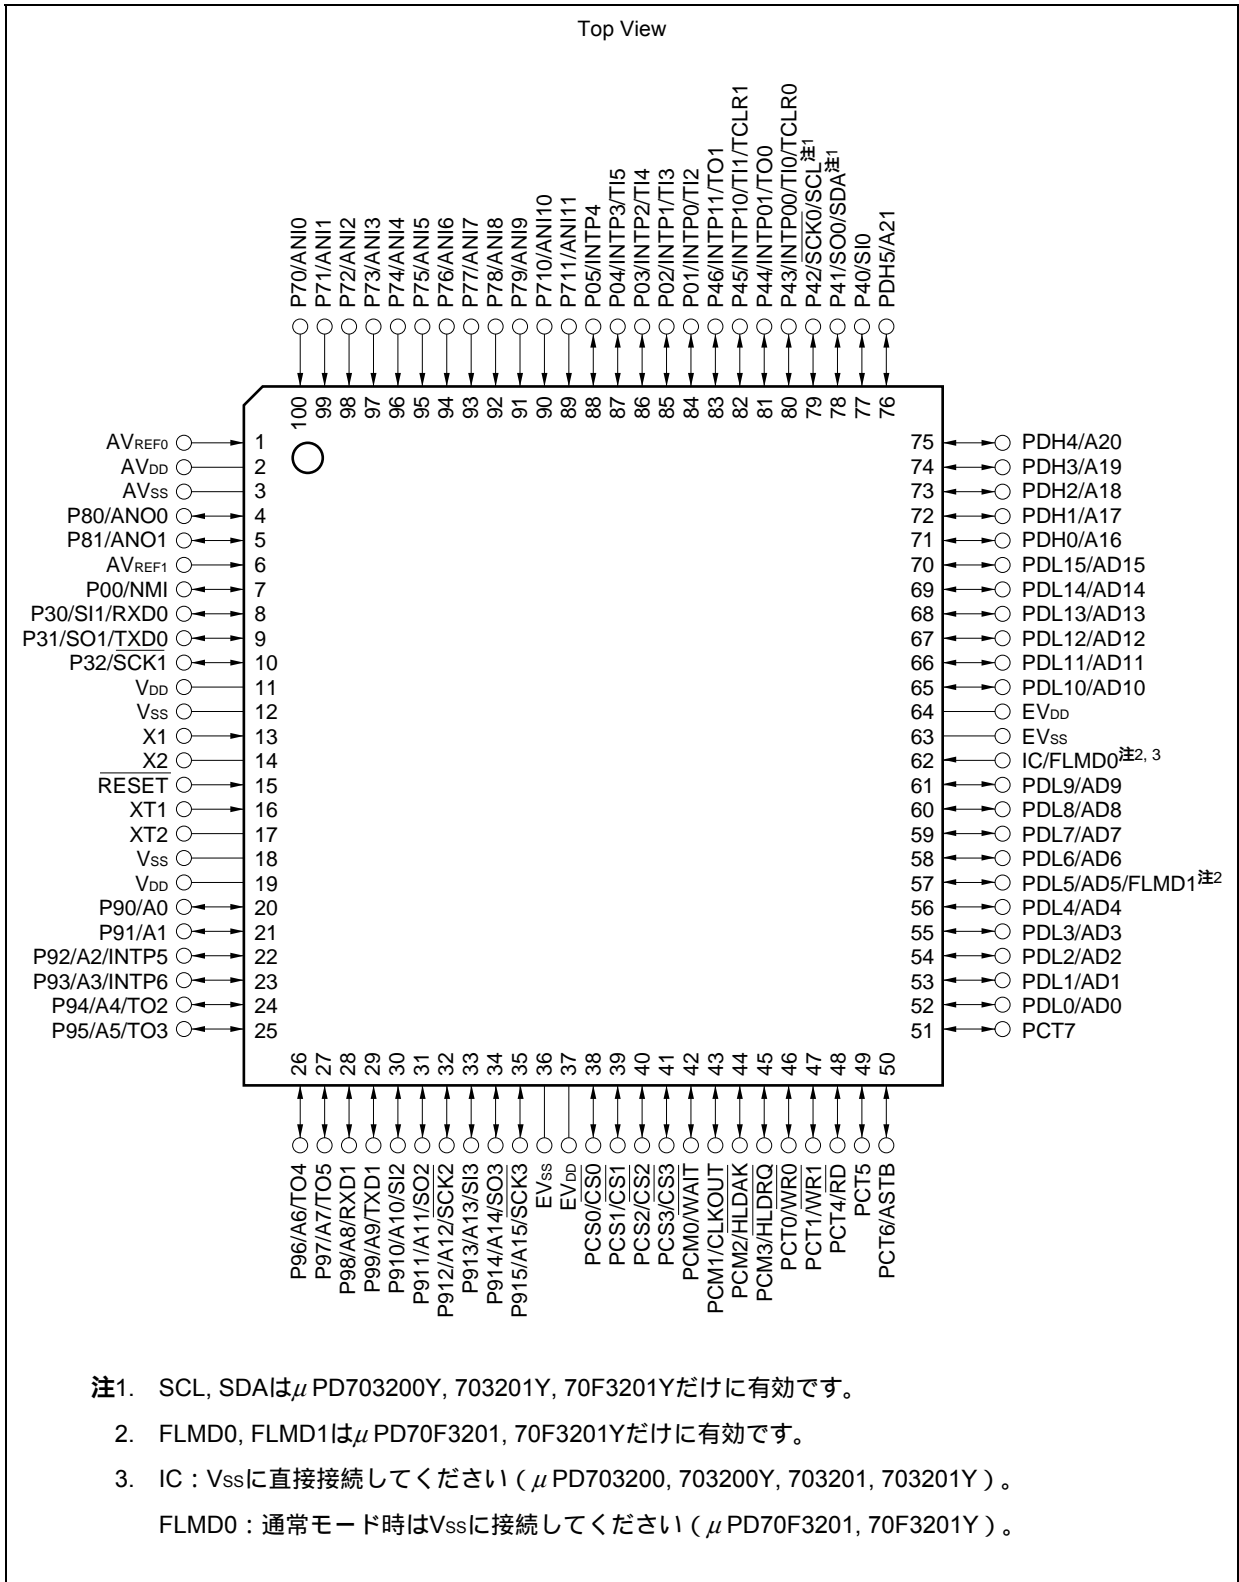 Top View
P70/ANI0
P71/ANI1
P72/ANI2
P73/ANI3
P74/ANI4
P75/ANI5
P76/ANI6
P77/ANI7
P78/ANI8
P79/ANI9
P710/ANI10
P711/ANI11
P05/INTP4
P04/INTP3/TI5
P03/INTP2/TI4
P02/INTP1/TI3
P01/INTP0/TI2
P46/INTP11/TO1
P45/INTP10/TI1/TCLR1
P44/INTP01/TO0
P43/INTP00/TI0/TCLR0
P42/SCK0/SCL注1
P41/SO0/SDA注1
P40/SI0
PDH5/A21
100 99 98 97 96 95 94 93 92 91 90 89 88 87 86 85 84 83 82 81 80 79 78 77 76
AVREF0 1 75 PDH4/A20
AVDD 2 74 PDH3/A19
AVSS 3 73 PDH2/A18
P80/ANO0 4 72 PDH1/A17
P81/ANO1 5 71 PDH0/A16
AVREF1 6 70 PDL15/AD15
P00/NMI 7 69 PDL14/AD14
P30/SI1/RXD0 8 68 PDL13/AD13
P31/SO1/TXD0 9 67 PDL12/AD12
P32/SCK1 10 66 PDL11/AD11
VDD 11 65 PDL10/AD10
VSS 12 64 EVDD
X1 13 63 EVSS
X2 14 62 IC/FLMD0注2, 3
RESET 15 61 PDL9/AD9
XT1 16 60 PDL8/AD8
XT2 17 59 PDL7/AD7
VSS 18 58 PDL6/AD6
VDD 19 57 PDL5/AD5/FLMD1注2
P90/A0 20 56 PDL4/AD4
P91/A1 21 55 PDL3/AD3
P92/A2/INTP5 22 54 PDL2/AD2
P93/A3/INTP6 23 53 PDL1/AD1
P94/A4/TO2 24 52 PDL0/AD0
P95/A5/TO3 25 51 PCT7
26 27 28 29 30 31 32 33 34 35 36 37 38 39 40 41 42 43 44 45 46 47 48 49 50
P96/A6/TO4
P97/A7/TO5
P98/A8/RXD1
P99/A9/TXD1
P910/A10/SI2
P911/A11/SO2
P912/A12/SCK2
P913/A13/SI3
P914/A14/SO3
P915/A15/SCK3
EVSS
EVDD
PCS0/CS0
PCS1/CS1
PCS2/CS2
PCS3/CS3
PCM0/WAIT
PCM1/CLKOUT
PCM2/HLDAK
PCM3/HLDRQ
PCT0/WR0
PCT1/WR1
PCT4/RD
PCT5
PCT6/ASTB
注1. SCL, SDAはμPD703200Y, 703201Y, 70F3201Yだけに有効です。
2. FLMD0, FLMD1はμPD70F3201, 70F3201Yだけに有効です。
3. IC：VSSに直接接続してください（μPD703200, 703200Y, 703201, 703201Y）。
FLMD0：通常モード時はVSSに接続してください（μPD70F3201, 70F3201Y）。